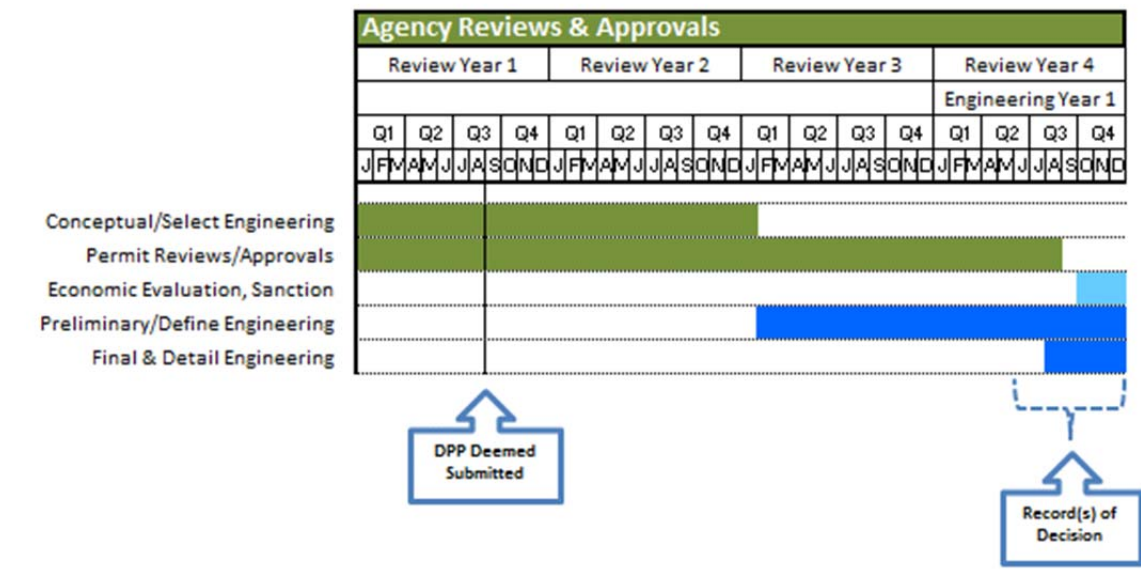 Agency Reviews & Approvals
Review Year 1 Review Year 2 Review Year 3 Review Year 4
Engineering Year 1
Q1 Q2 Q3 Q4 Q1 Q2 Q3 Q4 Q1 Q2 Q3 Q4 Q1 Q2 Q3 Q4
J F M A M J J A S O N D J F M A M J J A S O N D J F M A M J J A S O N D J F M A M J J A S O N D
Conceptual/Select Engineering
Permit Reviews/Approvals
Economic Evaluation, Sanction
Preliminary/Define Engineering
Final & Detail Engineering
DPP Deemed
Submitted
Record(s) of
Decision